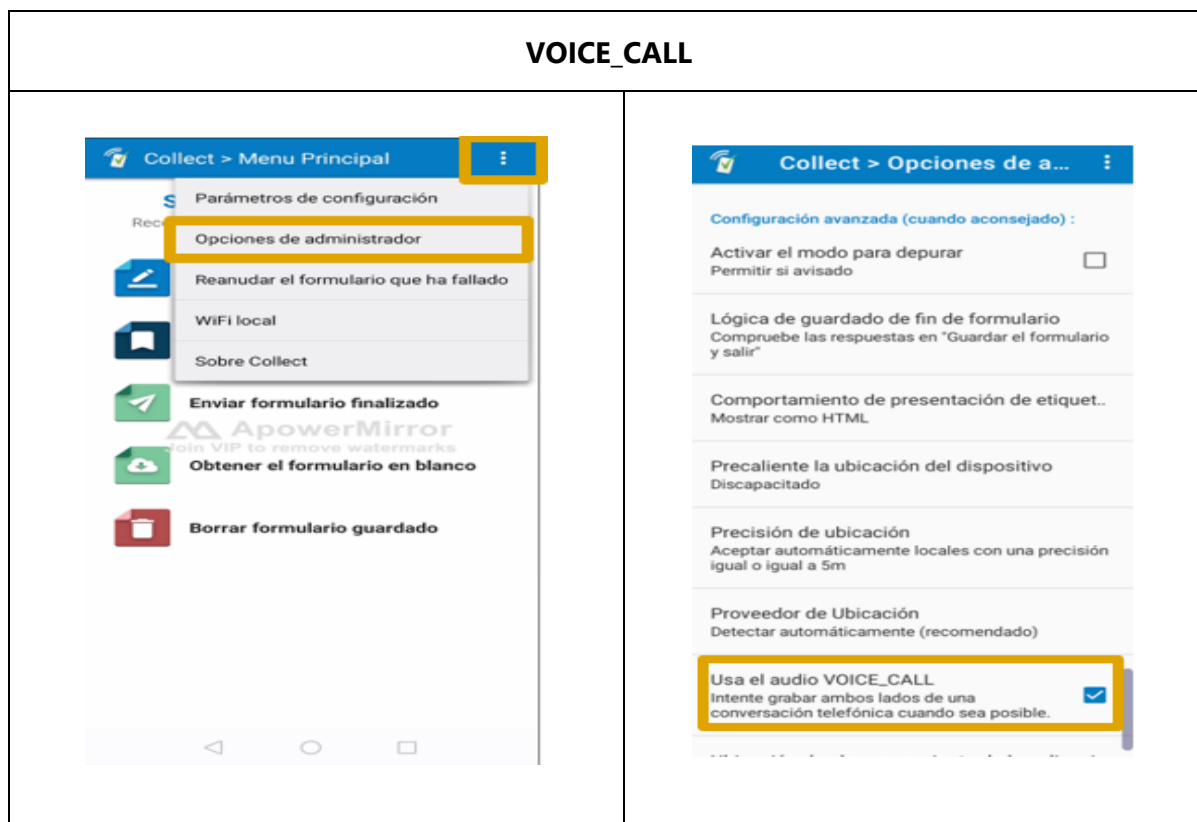 VOICE_CALL
Collect > Menu Principal
Parámetros de configuración
Opciones de administrador
Reanudar el formulario que ha fallado
WiFi local
Sobre Collect
S
Rec
Enviar formulario finalizado
ApowerMirror
Join VIP to remove watermarks
Obtener el formulario en blanco
Borrar formulario guardado
Collect > Opciones de a...
Configuración avanzada (cuando aconsejado) :
Activar el modo para depurar
Permitir si avisado
Lógica de guardado de fin de formulario
Compruebe las respuestas en "Guardar el formulario
y salir"
Comportamiento de presentación de etiquet..
Mostrar como HTML
Precaliente la ubicación del dispositivo
Discapacitado
Precisión de ubicación
Aceptar automáticamente locales con una precisión
igual o igual a 5m
Proveedor de Ubicación
Detectar automáticamente (recomendado)
Usa el audio VOICE_CALL
Intente grabar ambos lados de una
conversación telefónica cuando sea posible.